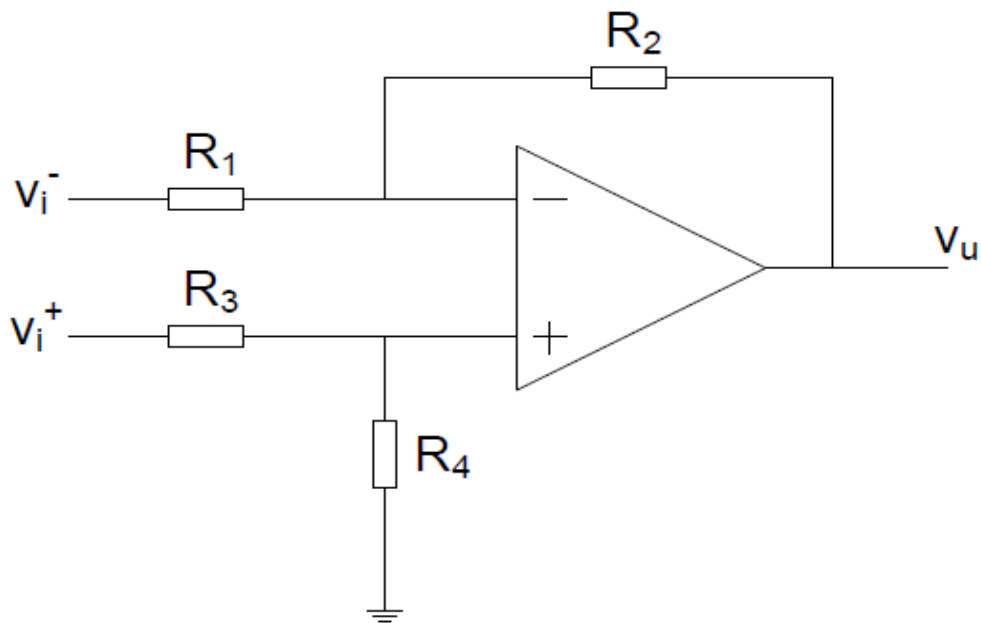 R₂
R₁
vᵢ⁻
−
vᵤ
R₃
vᵢ⁺
+
R₄